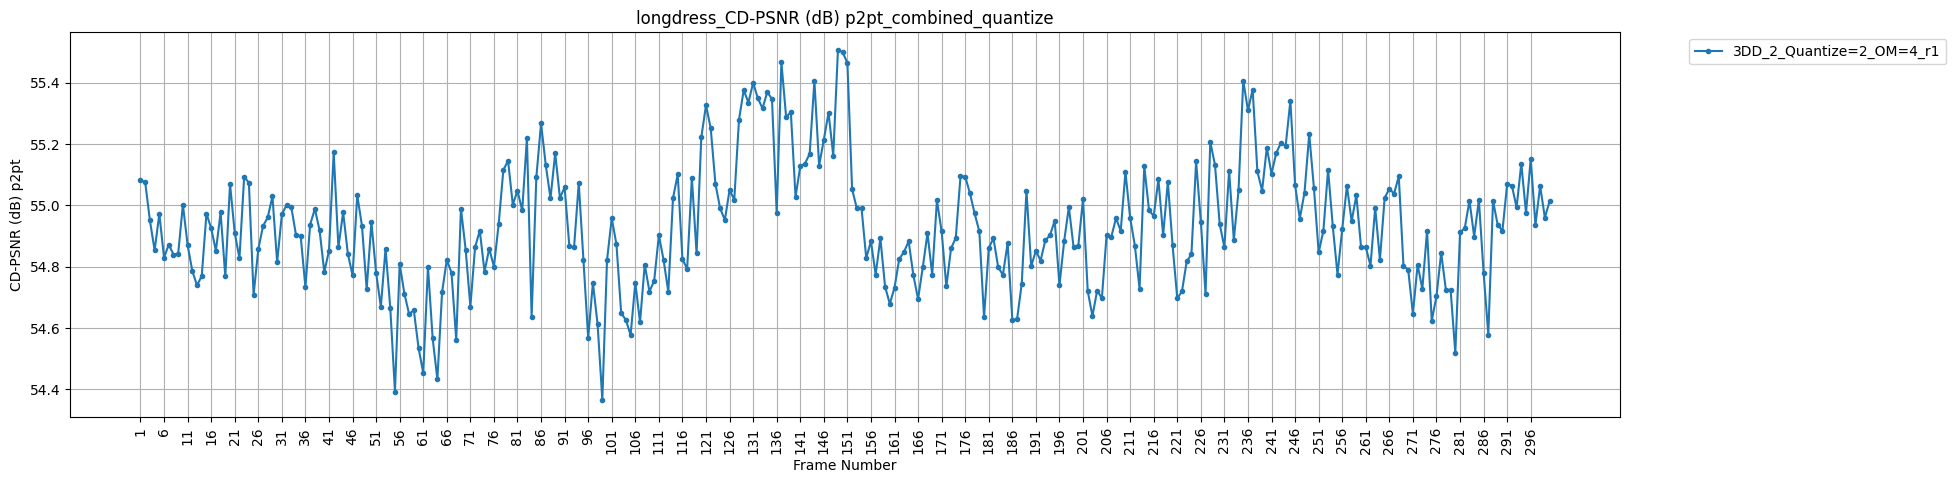 longdress_CD-PSNR (dB) p2pt_combined_quantize
3DD_2_Quantize=2_OM=4_r1
CD-PSNR (dB) p2pt
55.4
55.2
55.0
54.8
54.6
54.4
1 6 11 16 21 26 31 36 41 46 51 56 61 66 71 76 81 86 91 96 101 106 111 116 121 126 131 136 141 146 151 156 161 166 171 176 181 186 191 196 201 206 211 216 221 226 231 236 241 246 251 256 261 266 271 276 281 286 291 296
Frame Number